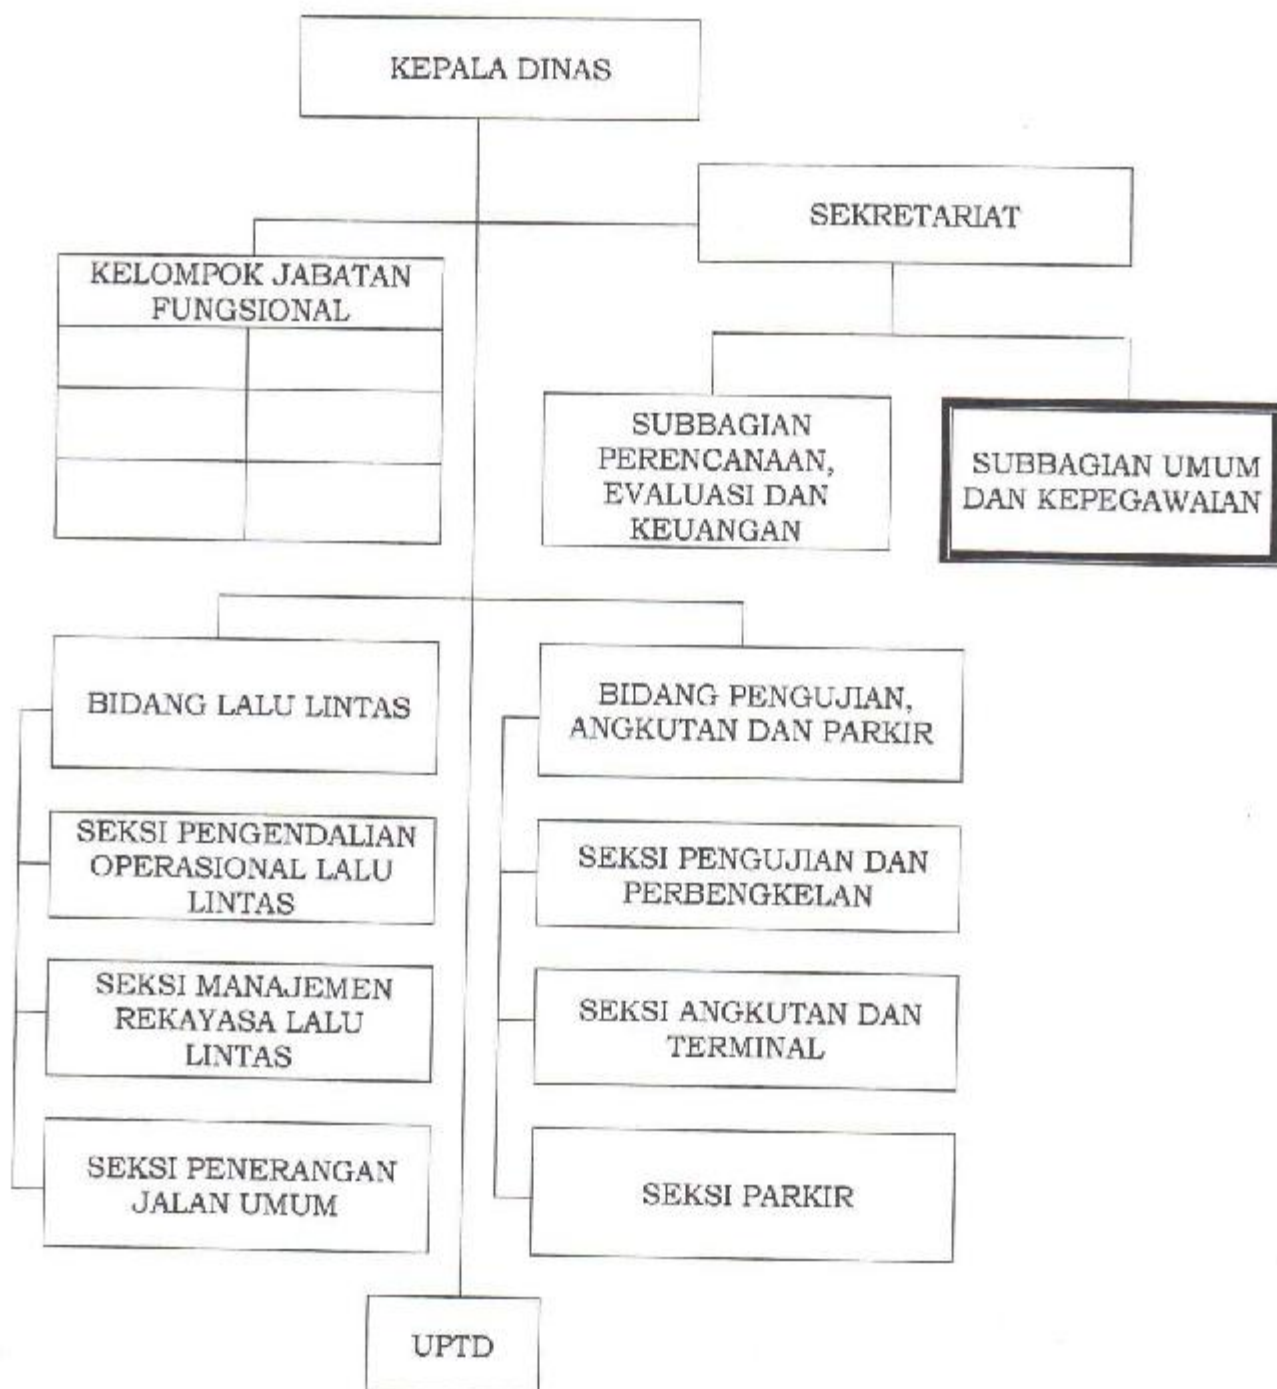 KEPALA DINAS
SEKRETARIAT
KELOMPOK JABATAN
FUNGSIONAL
SUBBAGIAN
PERENCANAAN,
EVALUASI DAN
KEUANGAN
SUBBAGIAN UMUM
DAN KEPEGAWAIAN
BIDANG LALU LINTAS
BIDANG PENGUJIAN,
ANGKUTAN DAN PARKIR
SEKSI PENGENDALIAN
OPERASIONAL LALU
LINTAS
SEKSI PENGUJIAN DAN
PERBENGKELAN
SEKSI MANAJEMEN
REKAYASA LALU
LINTAS
SEKSI ANGKUTAN DAN
TERMINAL
SEKSI PENERANGAN
JALAN UMUM
SEKSI PARKIR
UPTD